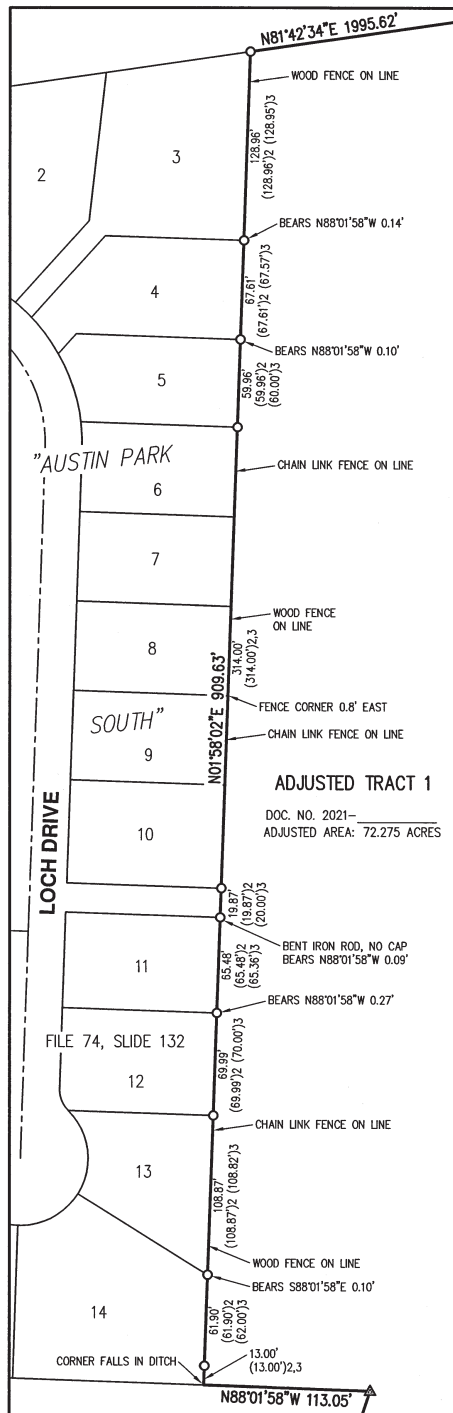 N81°42'34"E 1995.62'
WOOD FENCE ON LINE
128.96'
(128.96')2 (128.95')3
2
3
BEARS N88°01'58"W 0.14'
67.61'
(67.61')2 (67.57')3
4
BEARS N88°01'58"W 0.10'
59.96'
(59.96')2
(60.00')3
5
"AUSTIN PARK
CHAIN LINK FENCE ON LINE
6
7
WOOD FENCE
ON LINE
8
314.00'
(314.00')2,3
N01°58'02"E 909.63'
FENCE CORNER 0.8' EAST
SOUTH"
CHAIN LINK FENCE ON LINE
9
ADJUSTED TRACT 1
DOC. NO. 2021-
ADJUSTED AREA: 72.275 ACRES
10
LOCH DRIVE
19.87'
(19.87')2
(20.00')3
BENT IRON ROD, NO CAP
BEARS N88°01'58"W 0.09'
11
65.48'
(65.48')2
(65.36')3
BEARS N88°01'58"W 0.27'
FILE 74, SLIDE 132
69.99'
(69.99')2 (70.00')3
12
CHAIN LINK FENCE ON LINE
13
108.87'
(108.87')2 (108.82')3
WOOD FENCE ON LINE
BEARS S88°01'58"E 0.10'
14
61.90'
(61.90')2
(62.00')3
CORNER FALLS IN DITCH
13.00'
(13.00')2,3
N88°01'58"W 113.05'